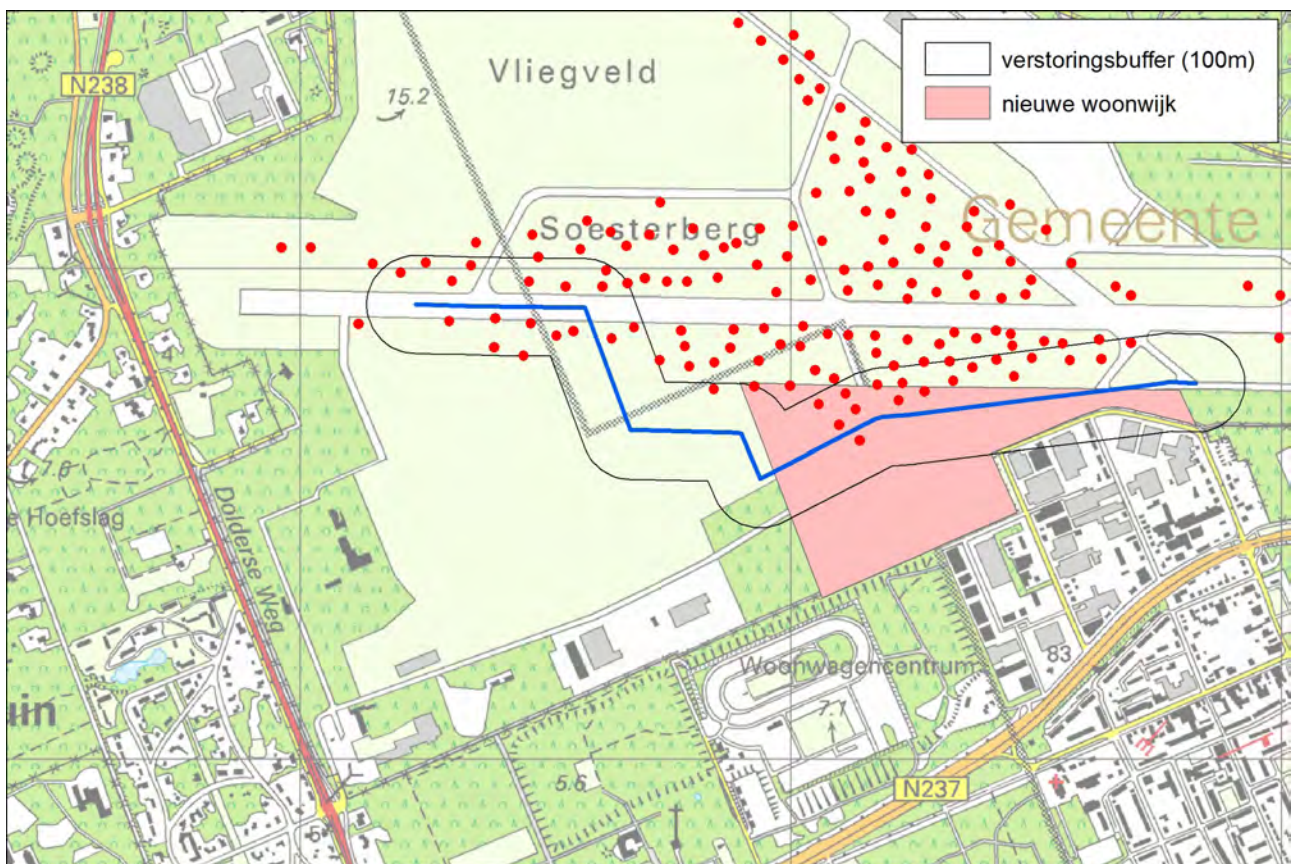 N238
Vliegveld
15.2
verstoringsbuffer (100m)
nieuwe woonwijk
Soesterberg
Gemeente
7.6
e Hoefslag
Dolderse Weg
Woonwagencentrum
83
7.1
uin
5.6
N237
5